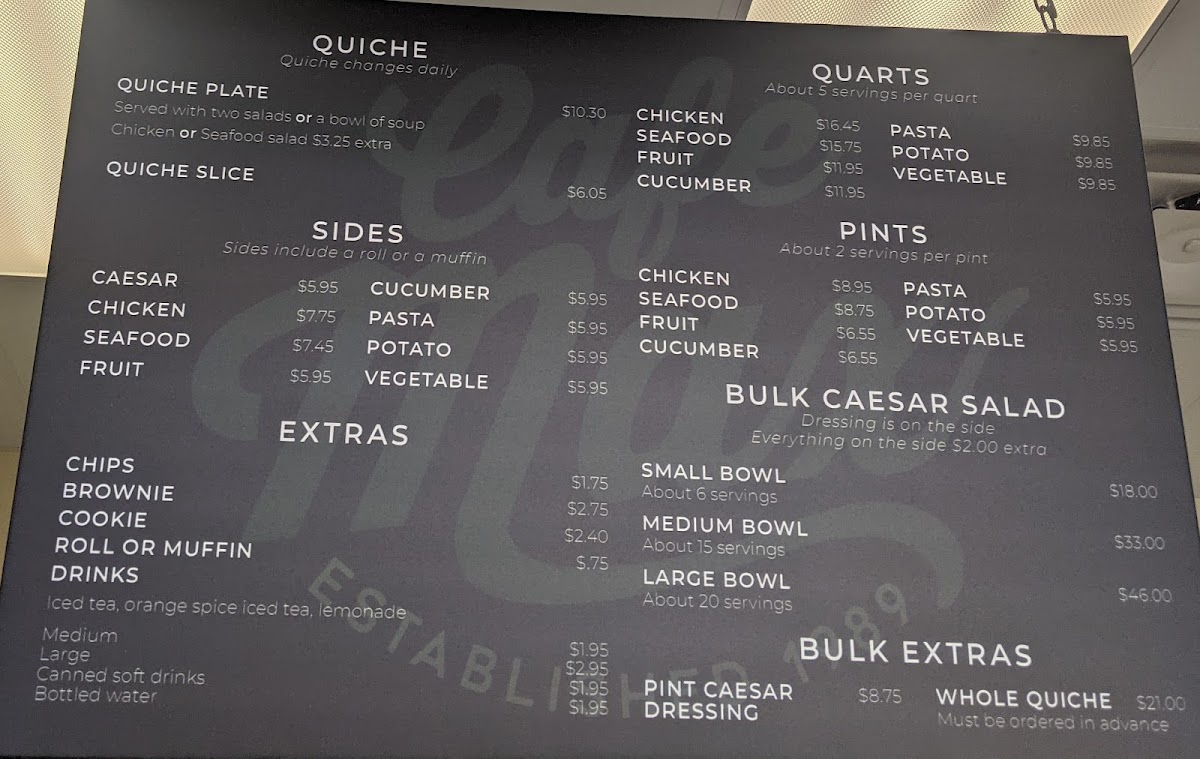 QUICHE
Quiche changes daily
QUICHE PLATE $10.30
Served with two salads or a bowl of soup
Chicken or Seafood salad $3.25 extra
QUICHE SLICE $6.05
SIDES
Sides include a roll or a muffin
CAESAR $5.95 CUCUMBER $5.95
CHICKEN $7.75 PASTA $5.95
SEAFOOD $7.45 POTATO $5.95
FRUIT $5.95 VEGETABLE $5.95
EXTRAS
CHIPS $1.75
BROWNIE $2.75
COOKIE $2.40
ROLL OR MUFFIN $.75
DRINKS
Iced tea, orange spice iced tea, lemonade
Medium $1.95
Large $2.95
Canned soft drinks $1.95
Bottled water $1.95
QUARTS
About 5 servings per quart
CHICKEN $16.45 PASTA $9.85
SEAFOOD $15.75 POTATO $9.85
FRUIT $11.95 VEGETABLE $9.85
CUCUMBER $11.95
PINTS
About 2 servings per pint
CHICKEN $8.95 PASTA $5.95
SEAFOOD $8.75 POTATO $5.95
FRUIT $6.55 VEGETABLE $5.95
CUCUMBER $6.55
BULK CAESAR SALAD
Dressing is on the side
Everything on the side $2.00 extra
SMALL BOWL $18.00
About 6 servings
MEDIUM BOWL $33.00
About 15 servings
LARGE BOWL $46.00
About 20 servings
BULK EXTRAS
PINT CAESAR $8.75 WHOLE QUICHE $21.00
DRESSING Must be ordered in advance
Cafe
Max
ESTABLISHED 1989